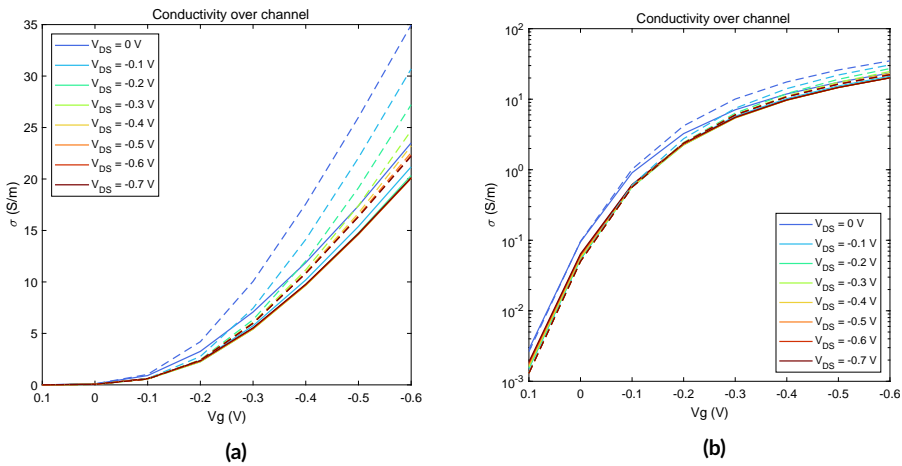 Conductivity over channel
35
30
25
20
15
10
5
0
σ (S/m)
V_DS = 0 V
V_DS = -0.1 V
V_DS = -0.2 V
V_DS = -0.3 V
V_DS = -0.4 V
V_DS = -0.5 V
V_DS = -0.6 V
V_DS = -0.7 V
0.1 0 -0.1 -0.2 -0.3 -0.4 -0.5 -0.6
Vg (V)
(a)
Conductivity over channel
10^2
10^1
10^0
10^-1
10^-2
10^-3
σ (S/m)
V_DS = 0 V
V_DS = -0.1 V
V_DS = -0.2 V
V_DS = -0.3 V
V_DS = -0.4 V
V_DS = -0.5 V
V_DS = -0.6 V
V_DS = -0.7 V
0.1 0 -0.1 -0.2 -0.3 -0.4 -0.5 -0.6
Vg (V)
(b)